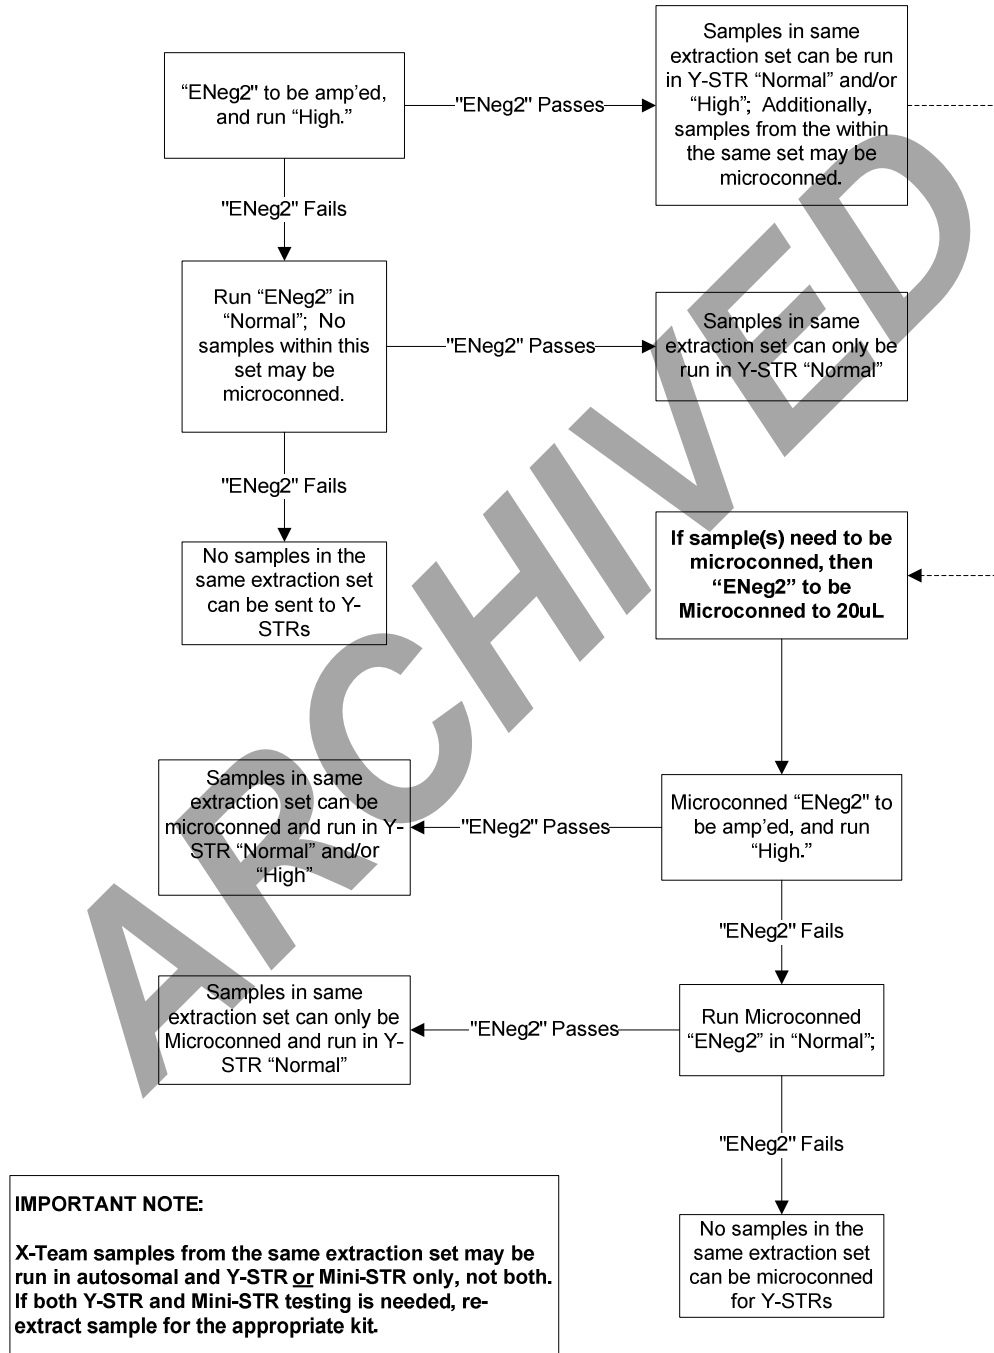 “ENeg2” to be amp’ed,
and run “High.”
"ENeg2" Passes
Samples in same
extraction set can be run
in Y-STR “Normal” and/or
“High”;  Additionally,
samples from the within
the same set may be
microconned.
"ENeg2" Fails
Run “ENeg2” in
“Normal”;  No
samples within this
set may be
microconned.
"ENeg2" Passes
Samples in same
extraction set can only be
run in Y-STR “Normal”
"ENeg2" Fails
No samples in the
same extraction set
can be sent to Y-
STRs
If sample(s) need to be
microconned, then
“ENeg2” to be
Microconned to 20uL
Microconned “ENeg2” to
be amp’ed, and run
“High.”
"ENeg2" Passes
Samples in same
extraction set can be
microconned and run in Y-
STR “Normal” and/or
“High”
"ENeg2" Fails
Run Microconned
“ENeg2” in “Normal”;
"ENeg2" Passes
Samples in same
extraction set can only be
Microconned and run in Y-
STR “Normal”
"ENeg2" Fails
No samples in the
same extraction set
can be microconned
for Y-STRs
IMPORTANT NOTE:
X-Team samples from the same extraction set may be
run in autosomal and Y-STR or Mini-STR only, not both.
If both Y-STR and Mini-STR testing is needed, re-
extract sample for the appropriate kit.
ARCHIVED